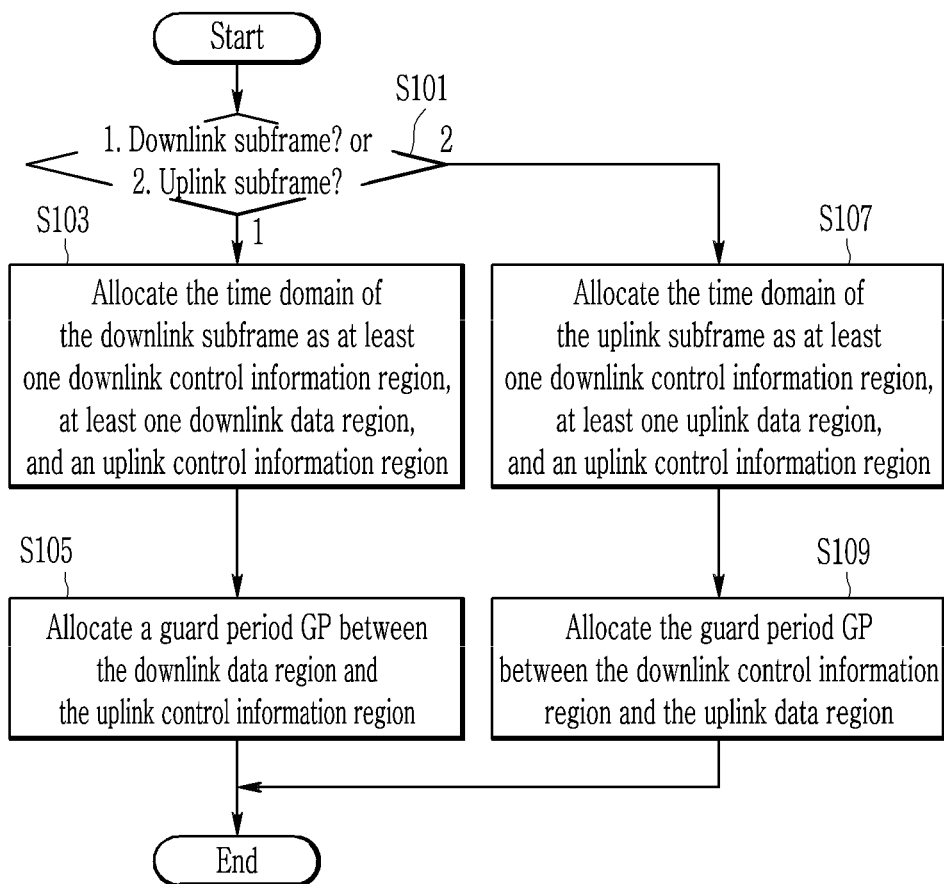 Start
S101
1. Downlink subframe? or
2
2. Uplink subframe?
1
S103
Allocate the time domain of
the downlink subframe as at least
one downlink control information region,
at least one downlink data region,
and an uplink control information region
S107
Allocate the time domain of
the uplink subframe as at least
one downlink control information region,
at least one uplink data region,
and an uplink control information region
S105
Allocate a guard period GP between
the downlink data region and
the uplink control information region
S109
Allocate the guard period GP
between the downlink control information
region and the uplink data region
End